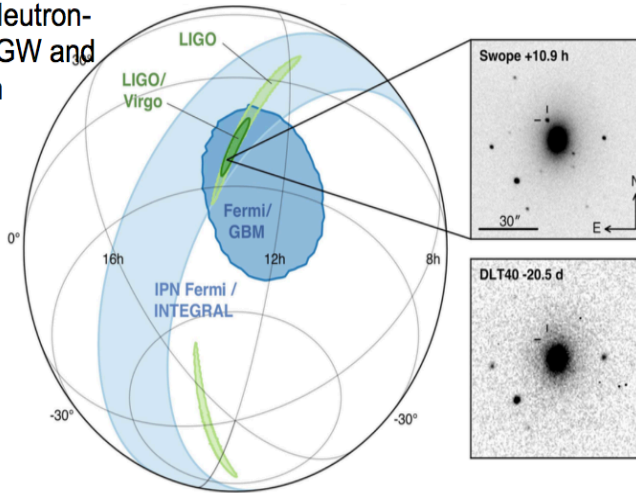 leutron-
GW and
30°
LIGO
LIGO/
Virgo
Fermi/
GBM
0°
16h
12h
8h
IPN Fermi /
INTEGRAL
-30°
-30°
Swope +10.9 h
N
30"
E
DLT40 -20.5 d